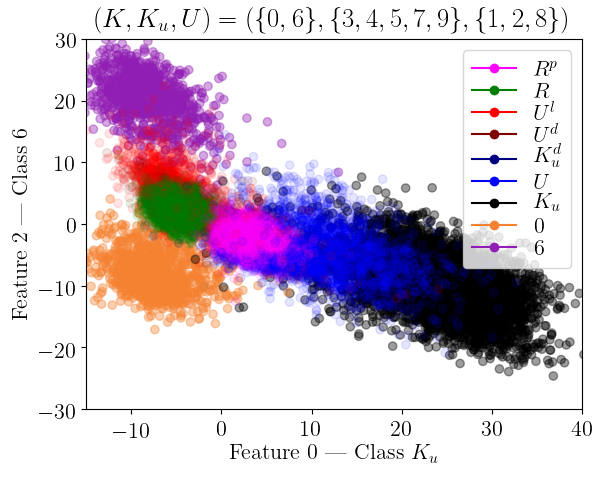 (K, K_u, U) = ({0, 6}, {3, 4, 5, 7, 9}, {1, 2, 8})
30
20
10
0
−10
−20
−30
Feature 2 — Class 6
R^p
R
U^l
U^d
K_u^d
U
K_u
0
6
−10
0
10
20
30
40
Feature 0 — Class K_u